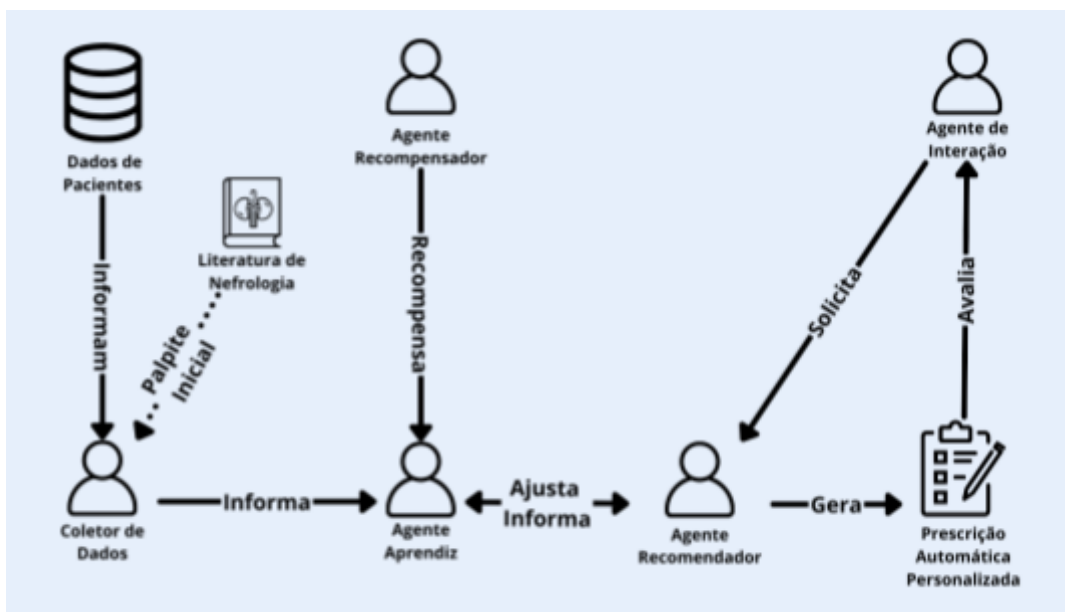 Dados de
Pacientes
Agente
Recompensador
Agente de
Interação
Literatura de
Nefrologia
Informam
Palpite
Inicial
Recompensa
Solicita
Avalia
Coletor de
Dados
Informa
Agente
Aprendiz
Ajusta
Informa
Agente
Recomendador
Gera
Prescrição
Automática
Personalizada